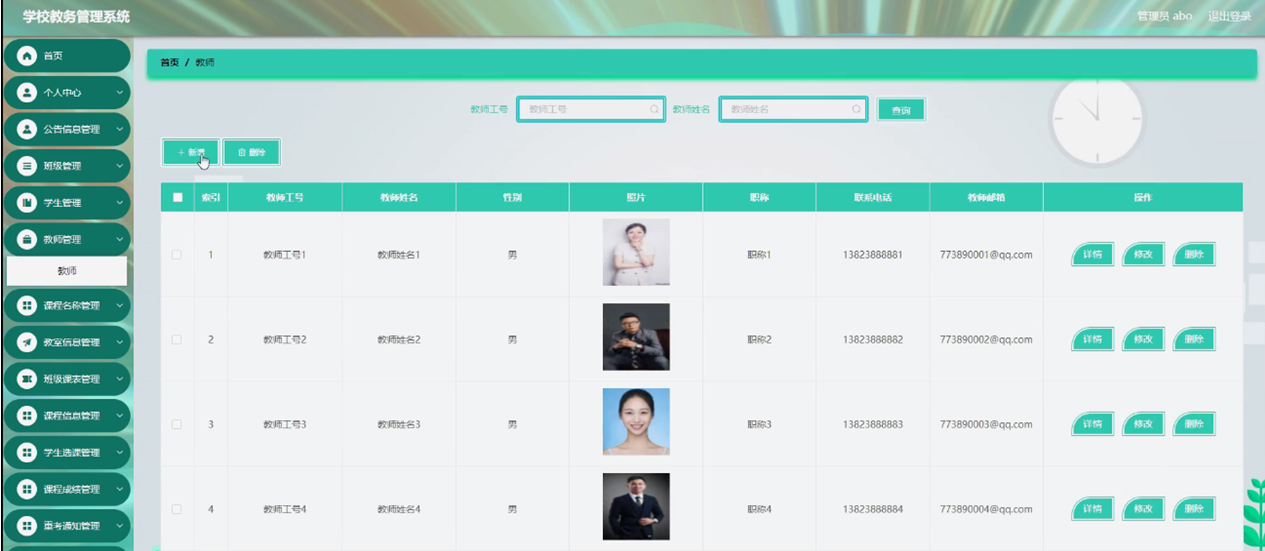 学校教务管理系统
管理员 abo 退出登录
首页
个人中心
公告信息管理
班级管理
学生管理
教师管理
教师
课程名称管理
教室信息管理
班级课表管理
课程信息管理
学生选课管理
课程成绩管理
重考通知管理
首页 / 教师
教师工号 教师工号 教师姓名 教师姓名 查询
+ 新增 删除
索引 教师工号 教师姓名 性别 照片 职称 联系电话 教师邮箱 操作
1 教师工号1 教师姓名1 男 职称1 13823888881 773890001@qq.com 详情 修改 删除
2 教师工号2 教师姓名2 男 职称2 13823888882 773890002@qq.com 详情 修改 删除
3 教师工号3 教师姓名3 男 职称3 13823888883 773890003@qq.com 详情 修改 删除
4 教师工号4 教师姓名4 男 职称4 13823888884 773890004@qq.com 详情 修改 删除